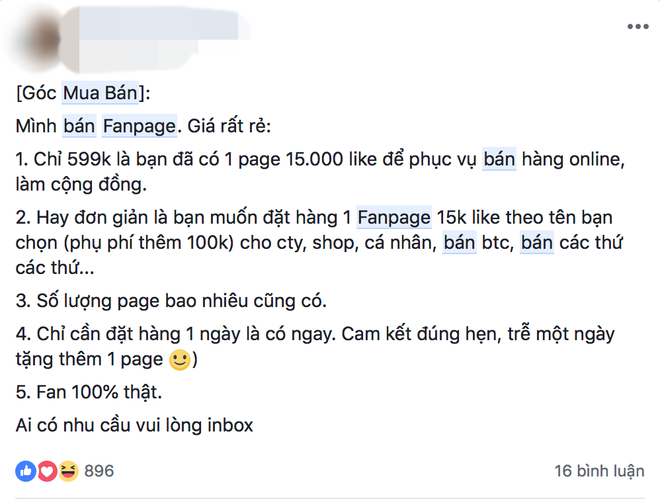 [Góc Mua Bán]:
Mình bán Fanpage. Giá rất rẻ:
1. Chỉ 599k là bạn đã có 1 page 15.000 like để phục vụ bán hàng online,
làm cộng đồng.
2. Hay đơn giản là bạn muốn đặt hàng 1 Fanpage 15k like theo tên bạn
chọn (phụ phí thêm 100k) cho cty, shop, cá nhân, bán btc, bán các thứ
các thứ...
3. Số lượng page bao nhiêu cũng có.
4. Chỉ cần đặt hàng 1 ngày là có ngay. Cam kết đúng hẹn, trễ một ngày
tặng thêm 1 page 🙂)
5. Fan 100% thật.
Ai có nhu cầu vui lòng inbox
896 16 bình luận